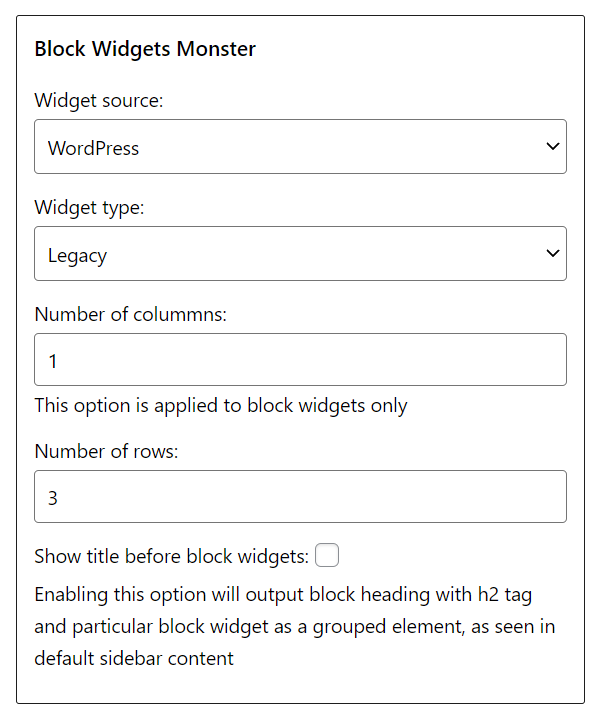 Block Widgets Monster
Widget source:
WordPress
Widget type:
Legacy
Number of colummns:
1
This option is applied to block widgets only
Number of rows:
3
Show title before block widgets:
Enabling this option will output block heading with h2 tag
and particular block widget as a grouped element, as seen in
default sidebar content